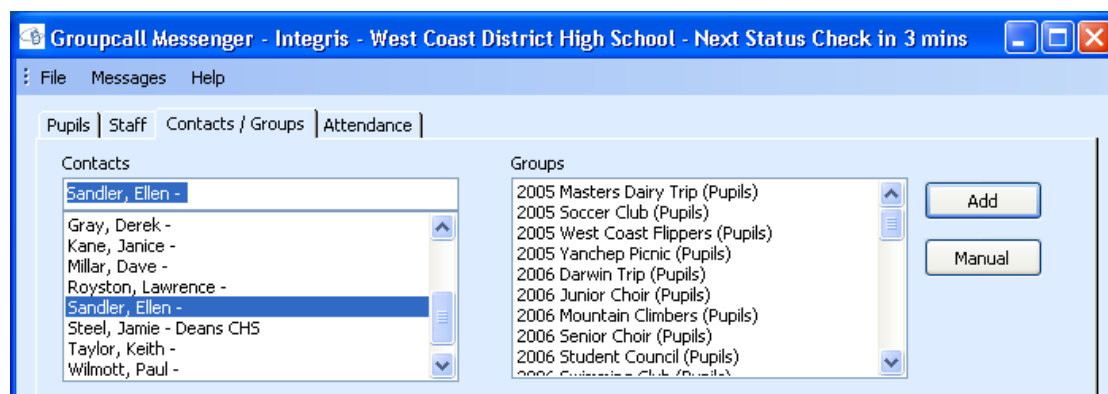 Groupcall Messenger - Integris - West Coast District High School - Next Status Check in 3 mins
File Messages Help
Pupils Staff Contacts / Groups Attendance
Contacts
Sandler, Ellen -
Gray, Derek -
Kane, Janice -
Millar, Dave -
Royston, Lawrence -
Sandler, Ellen -
Steel, Jamie - Deans CHS
Taylor, Keith -
Wilmott, Paul -
Groups
2005 Masters Dairy Trip (Pupils)
2005 Soccer Club (Pupils)
2005 West Coast Flippers (Pupils)
2005 Yanchep Picnic (Pupils)
2006 Darwin Trip (Pupils)
2006 Junior Choir (Pupils)
2006 Mountain Climbers (Pupils)
2006 Senior Choir (Pupils)
2006 Student Council (Pupils)
2006 Swimming Club (Pupils)
Add
Manual